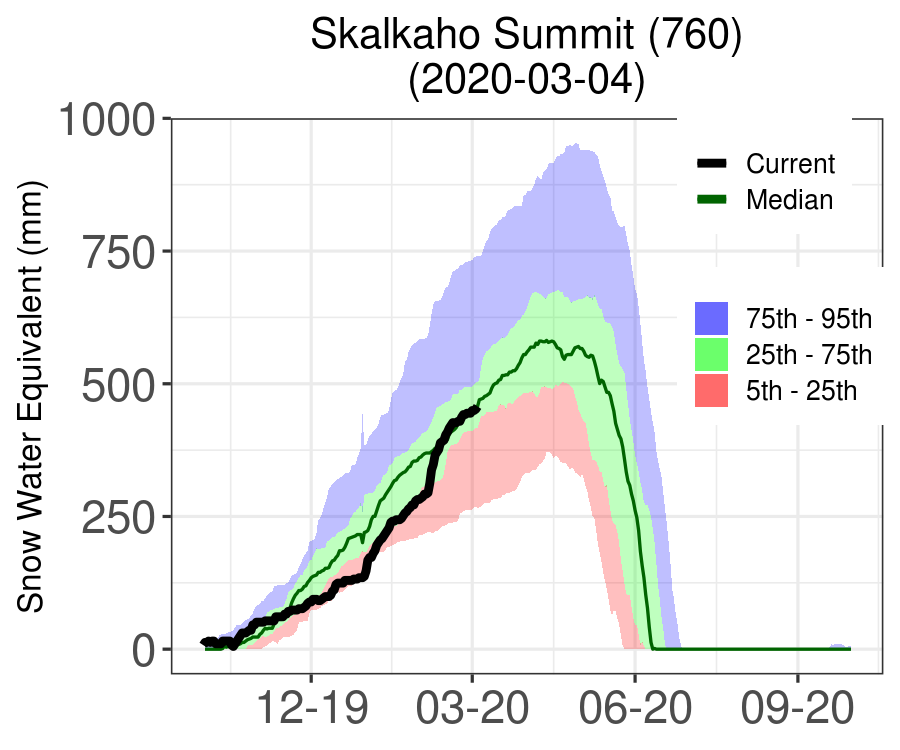 Skalkaho Summit (760)
(2020-03-04)
Snow Water Equivalent (mm)
1000
750
500
250
0
12-19
03-20
06-20
09-20
Current
Median
75th - 95th
25th - 75th
5th - 25th